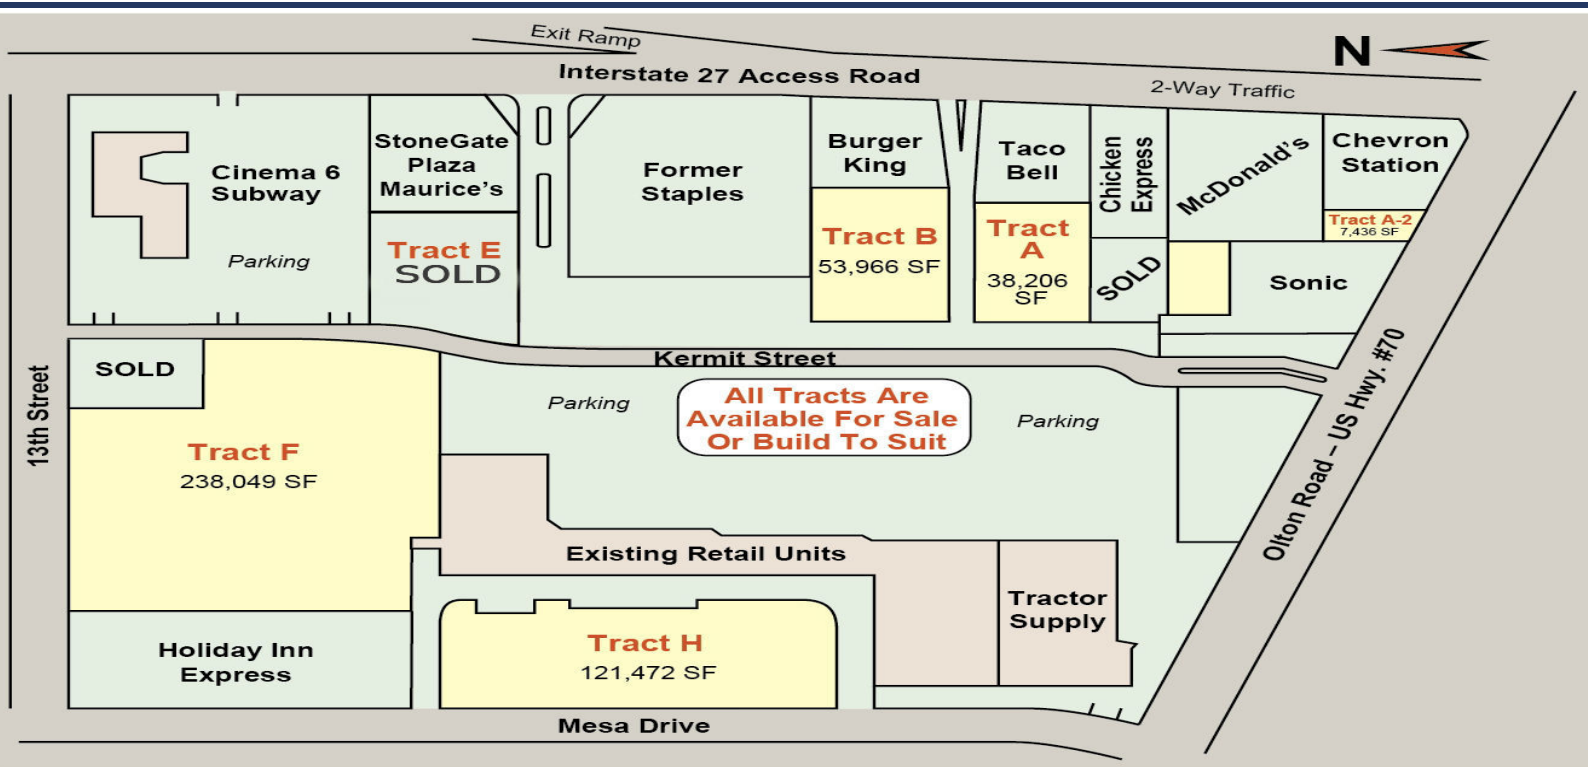 Exit Ramp
N
Interstate 27 Access Road
2-Way Traffic
Cinema 6
Subway
Parking
StoneGate
Plaza
Maurice's
Tract E
SOLD
Former
Staples
Burger
King
Tract B
53,966 SF
Taco
Bell
Tract
A
38,206
SF
Chicken
Express
SOLD
McDonald's
Chevron
Station
Tract A-2
7,436 SF
Sonic
Kermit Street
13th Street
SOLD
Tract F
238,049 SF
Parking
All Tracts Are
Available For Sale
Or Build To Suit
Parking
Olton Road – US Hwy. #70
Existing Retail Units
Tractor
Supply
Holiday Inn
Express
Tract H
121,472 SF
Mesa Drive